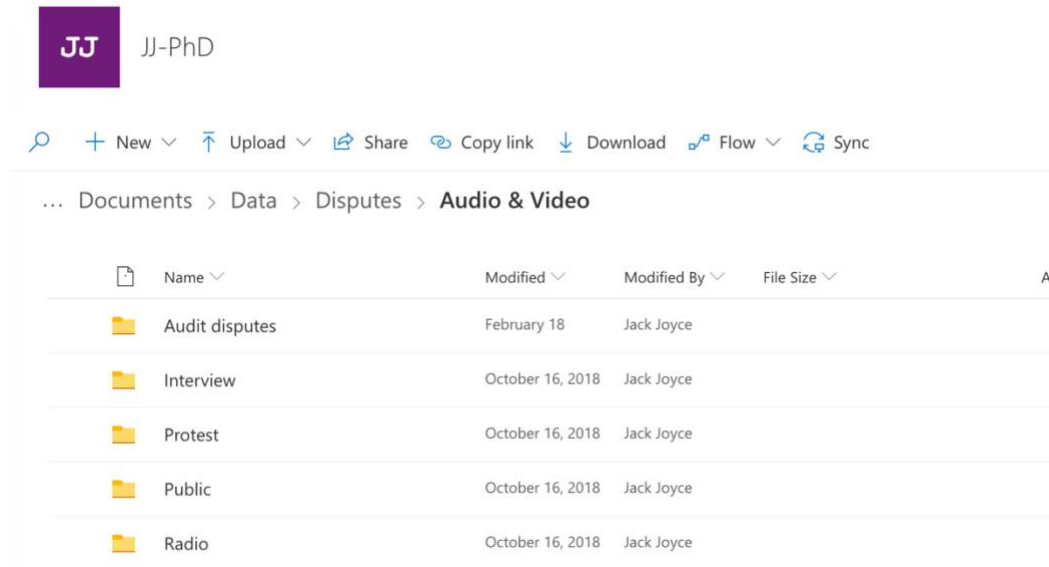 JJ JJ-PhD
New Upload Share Copy link Download Flow Sync
... Documents > Data > Disputes > Audio & Video
Name Modified Modified By File Size A
Audit disputes February 18 Jack Joyce
Interview October 16, 2018 Jack Joyce
Protest October 16, 2018 Jack Joyce
Public October 16, 2018 Jack Joyce
Radio October 16, 2018 Jack Joyce